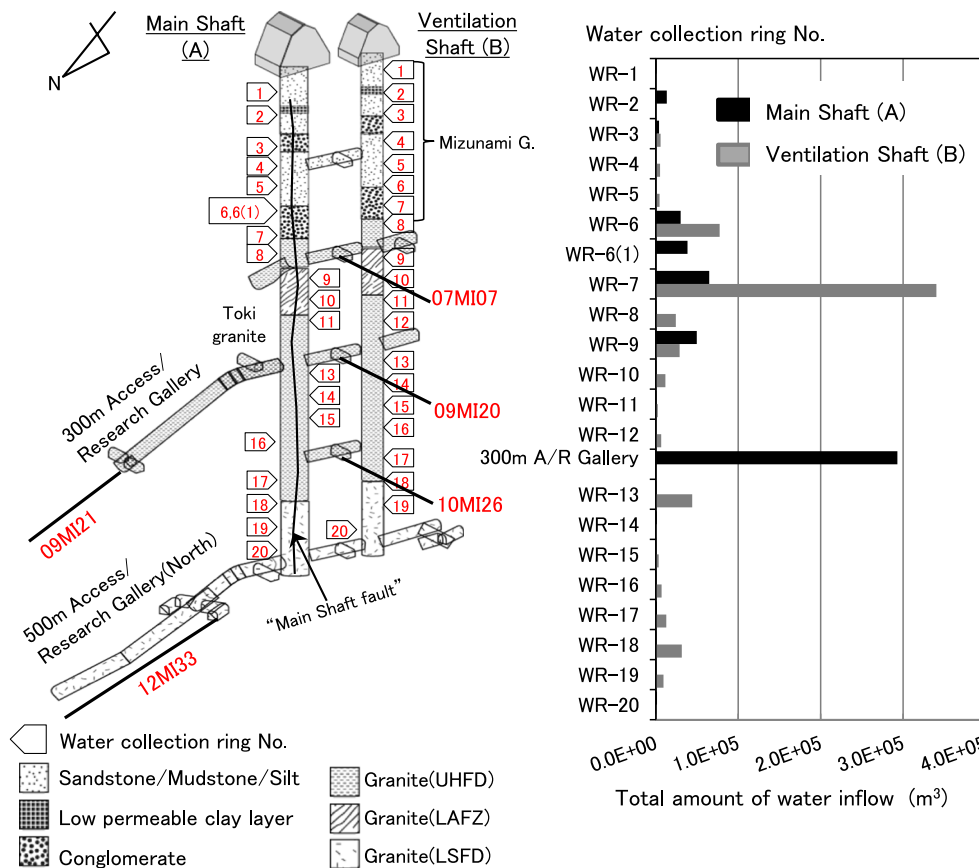 Main Shaft
(A)
Ventilation
Shaft (B)
N
1
2
3
4
5
6,6(1)
7
8
9
10
11
13
14
15
16
17
18
19
20
1
2
3
4
5
6
7
8
9
10
11
12
13
14
15
16
17
18
19
20
Mizunami G.
Toki
granite
07MI07
09MI20
10MI26
09MI21
12MI33
300m Access/
Research Gallery
500m Access/
Research Gallery(North)
“Main Shaft fault”
Water collection ring No.
Sandstone/Mudstone/Silt
Low permeable clay layer
Conglomerate
Granite(UHFD)
Granite(LAFZ)
Granite(LSFD)
Water collection ring No.
WR-1
WR-2
WR-3
WR-4
WR-5
WR-6
WR-6(1)
WR-7
WR-8
WR-9
WR-10
WR-11
WR-12
300m A/R Gallery
WR-13
WR-14
WR-15
WR-16
WR-17
WR-18
WR-19
WR-20
Main Shaft (A)
Ventilation Shaft (B)
0.0E+00
1.0E+05
2.0E+05
3.0E+05
4.0E+05
Total amount of water inflow (m³)